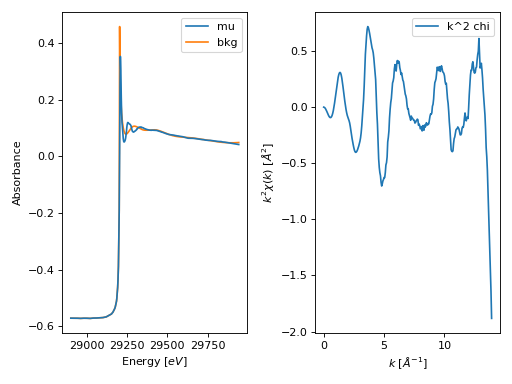 mu
bkg
0.4
0.2
0.0
−0.2
−0.4
−0.6
Absorbance
29000 29250 29500 29750
Energy [eV]
k^2 chi
0.5
0.0
−0.5
−1.0
−1.5
−2.0
k²χ(k) [Å²]
0 5 10
k [Å⁻¹]